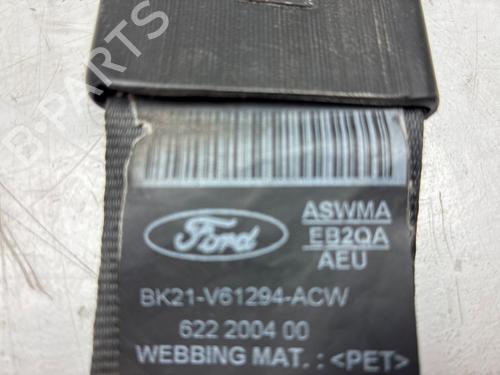 Ford
ASWMA
EB2QA
AEU
BK21-V61294-ACW
622 2004 00
WEBBING MAT. : <PET>
B-PARTS